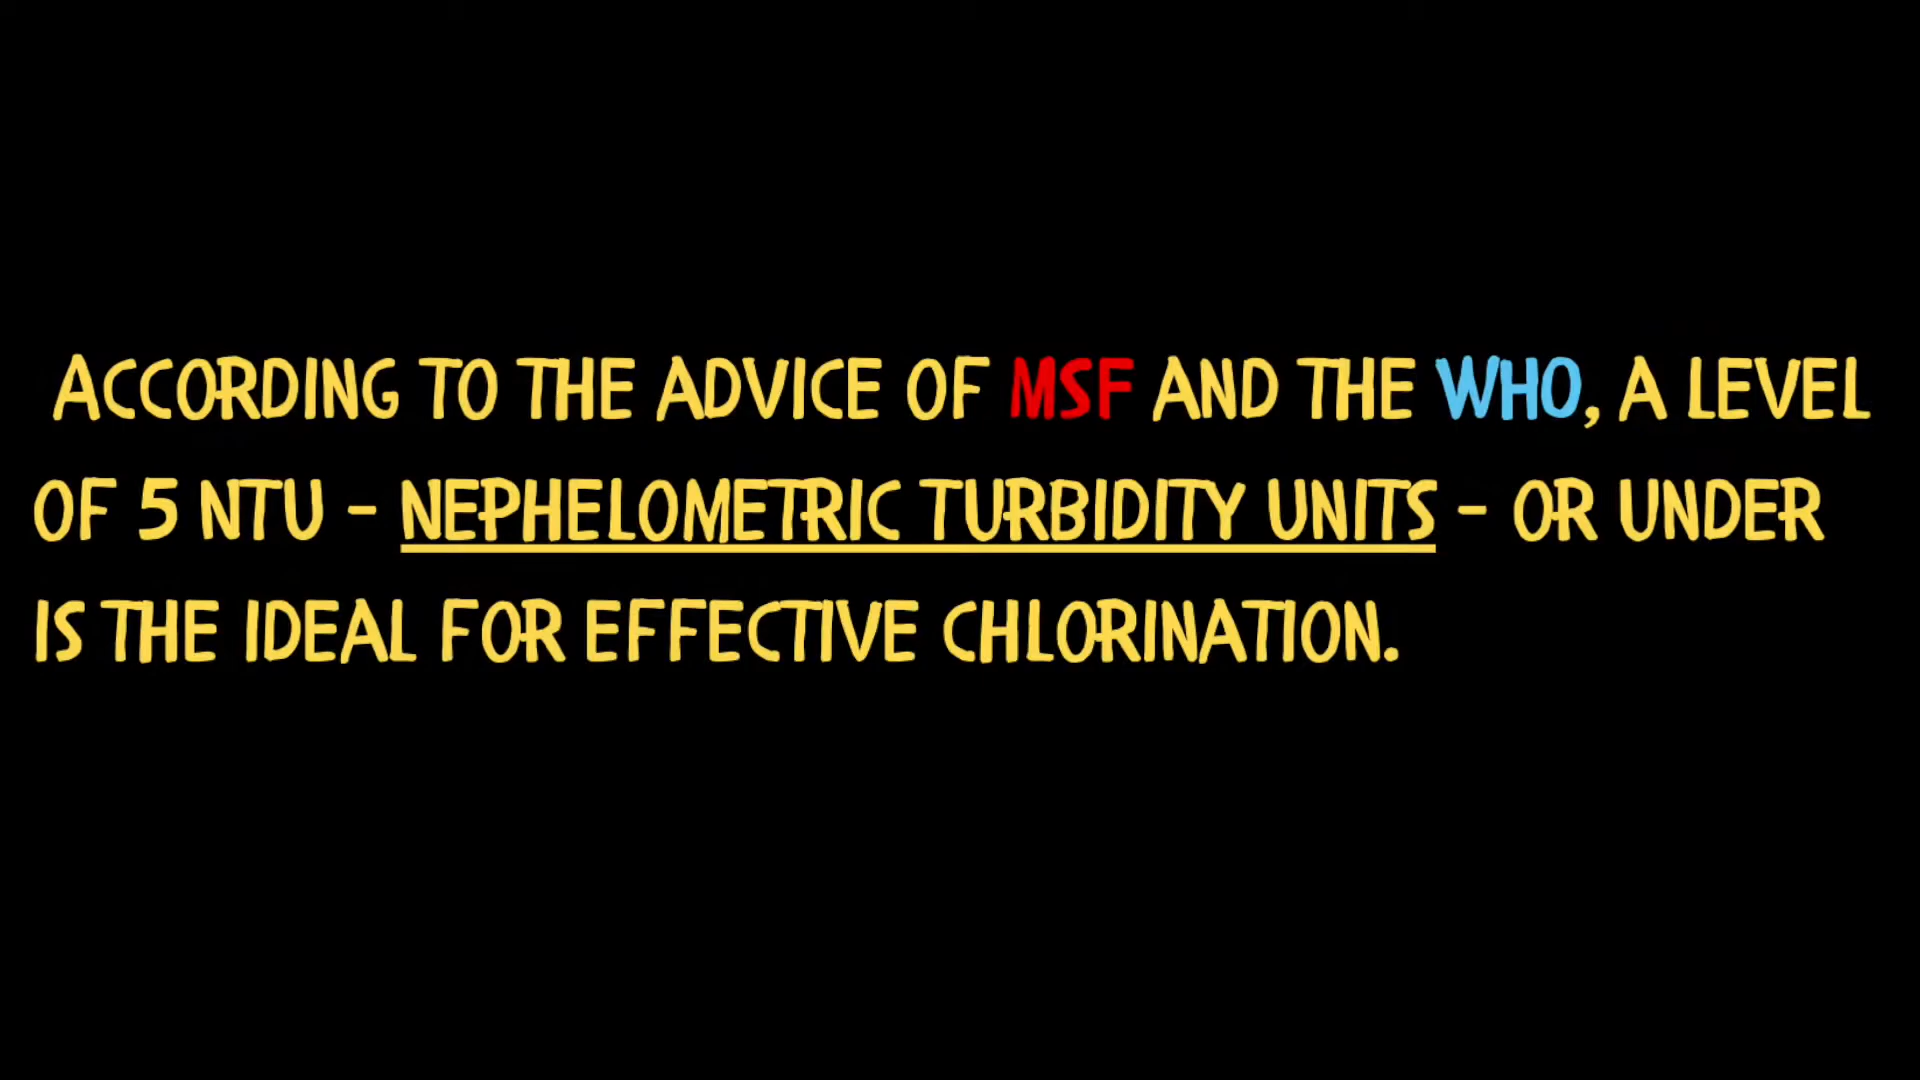 ACCORDING TO THE ADVICE OF MSF AND THE WHO, A LEVEL
OF 5 NTU - NEPHELOMETRIC TURBIDITY UNITS - OR UNDER
IS THE IDEAL FOR EFFECTIVE CHLORINATION.